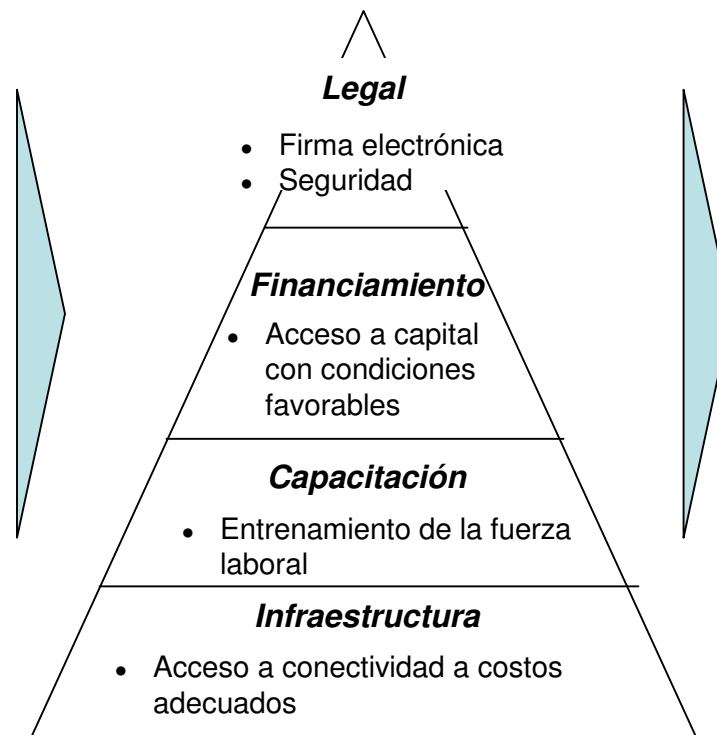 Legal
• Firma electrónica
• Seguridad
Financiamiento
• Acceso a capital
con condiciones
favorables
Capacitación
• Entrenamiento de la fuerza
laboral
Infraestructura
• Acceso a conectividad a costos
adecuados